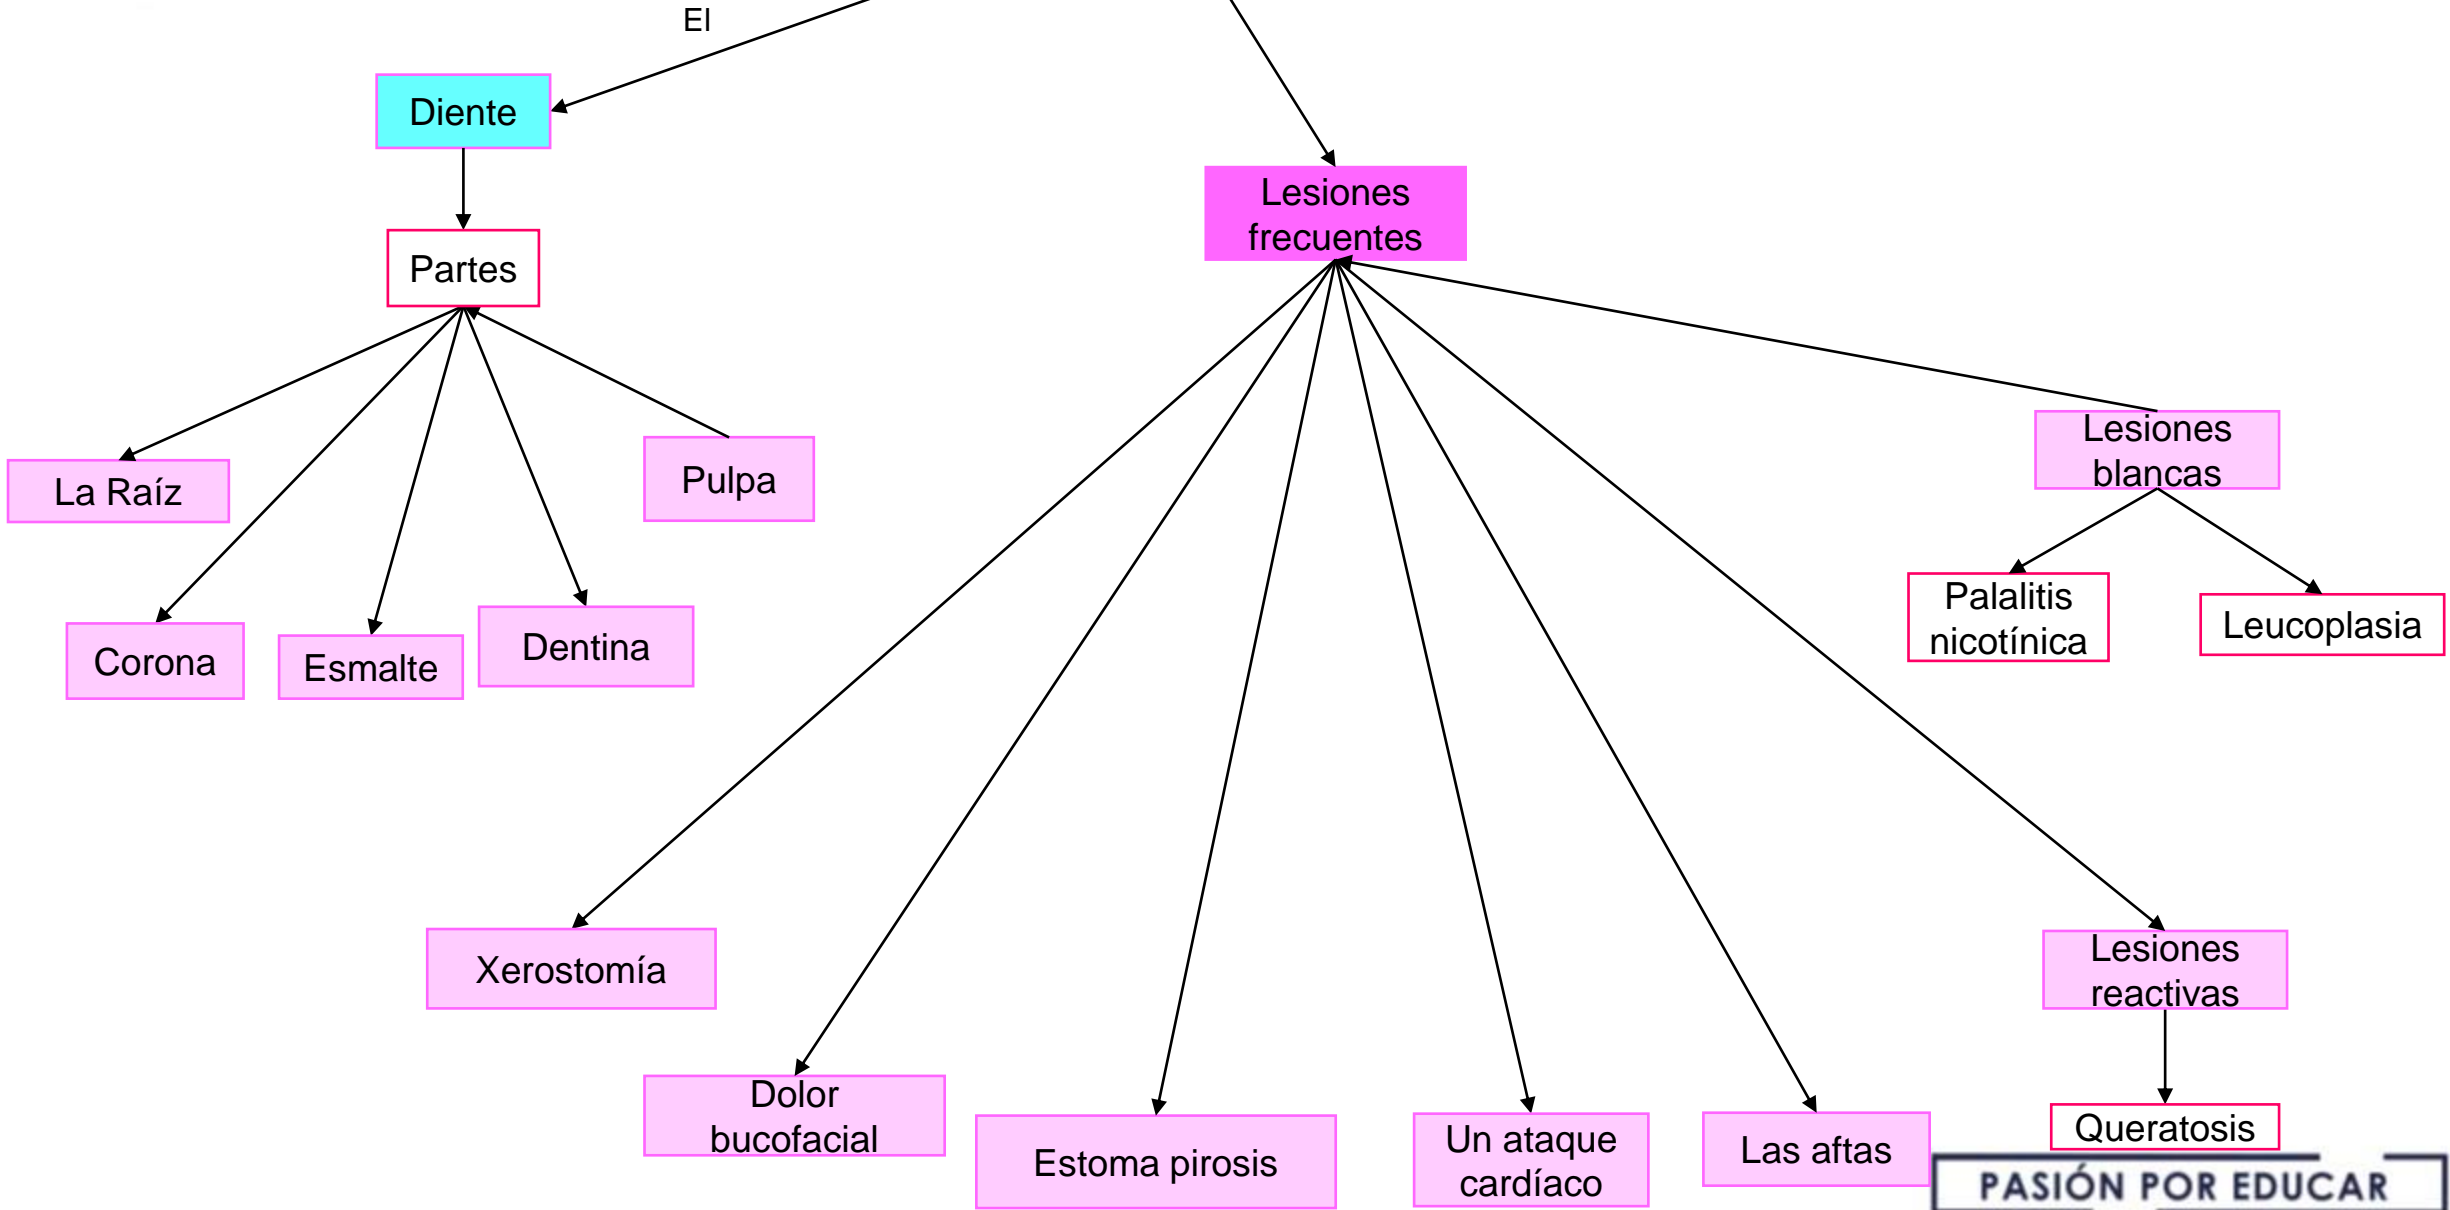 El
Diente
Lesiones
frecuentes
Partes
La Raíz
Pulpa
Corona
Esmalte
Dentina
Lesiones
blancas
Palalitis
nicotínica
Leucoplasia
Xerostomía
Lesiones
reactivas
Dolor
bucofacial
Estoma pirosis
Un ataque
cardíaco
Las aftas
Queratosis
PASIÓN POR EDUCAR